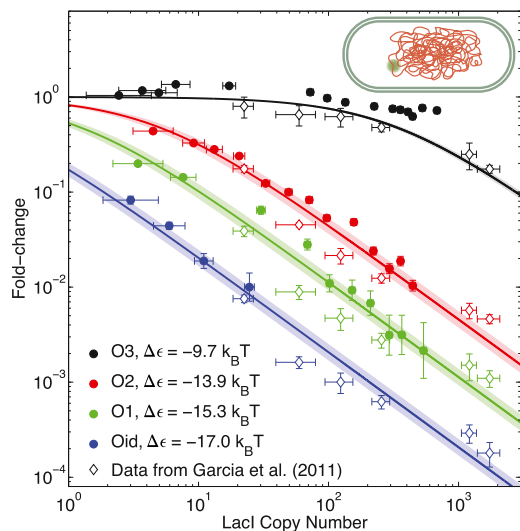 10^1
10^0
10^−1
10^−2
10^−3
10^−4
Fold−change
O3, Δϵ = −9.7 k_BT
O2, Δϵ = −13.9 k_BT
O1, Δϵ = −15.3 k_BT
Oid, Δϵ = −17.0 k_BT
Data from Garcia et al. (2011)
10^0 10^1 10^2 10^3
LacI Copy Number